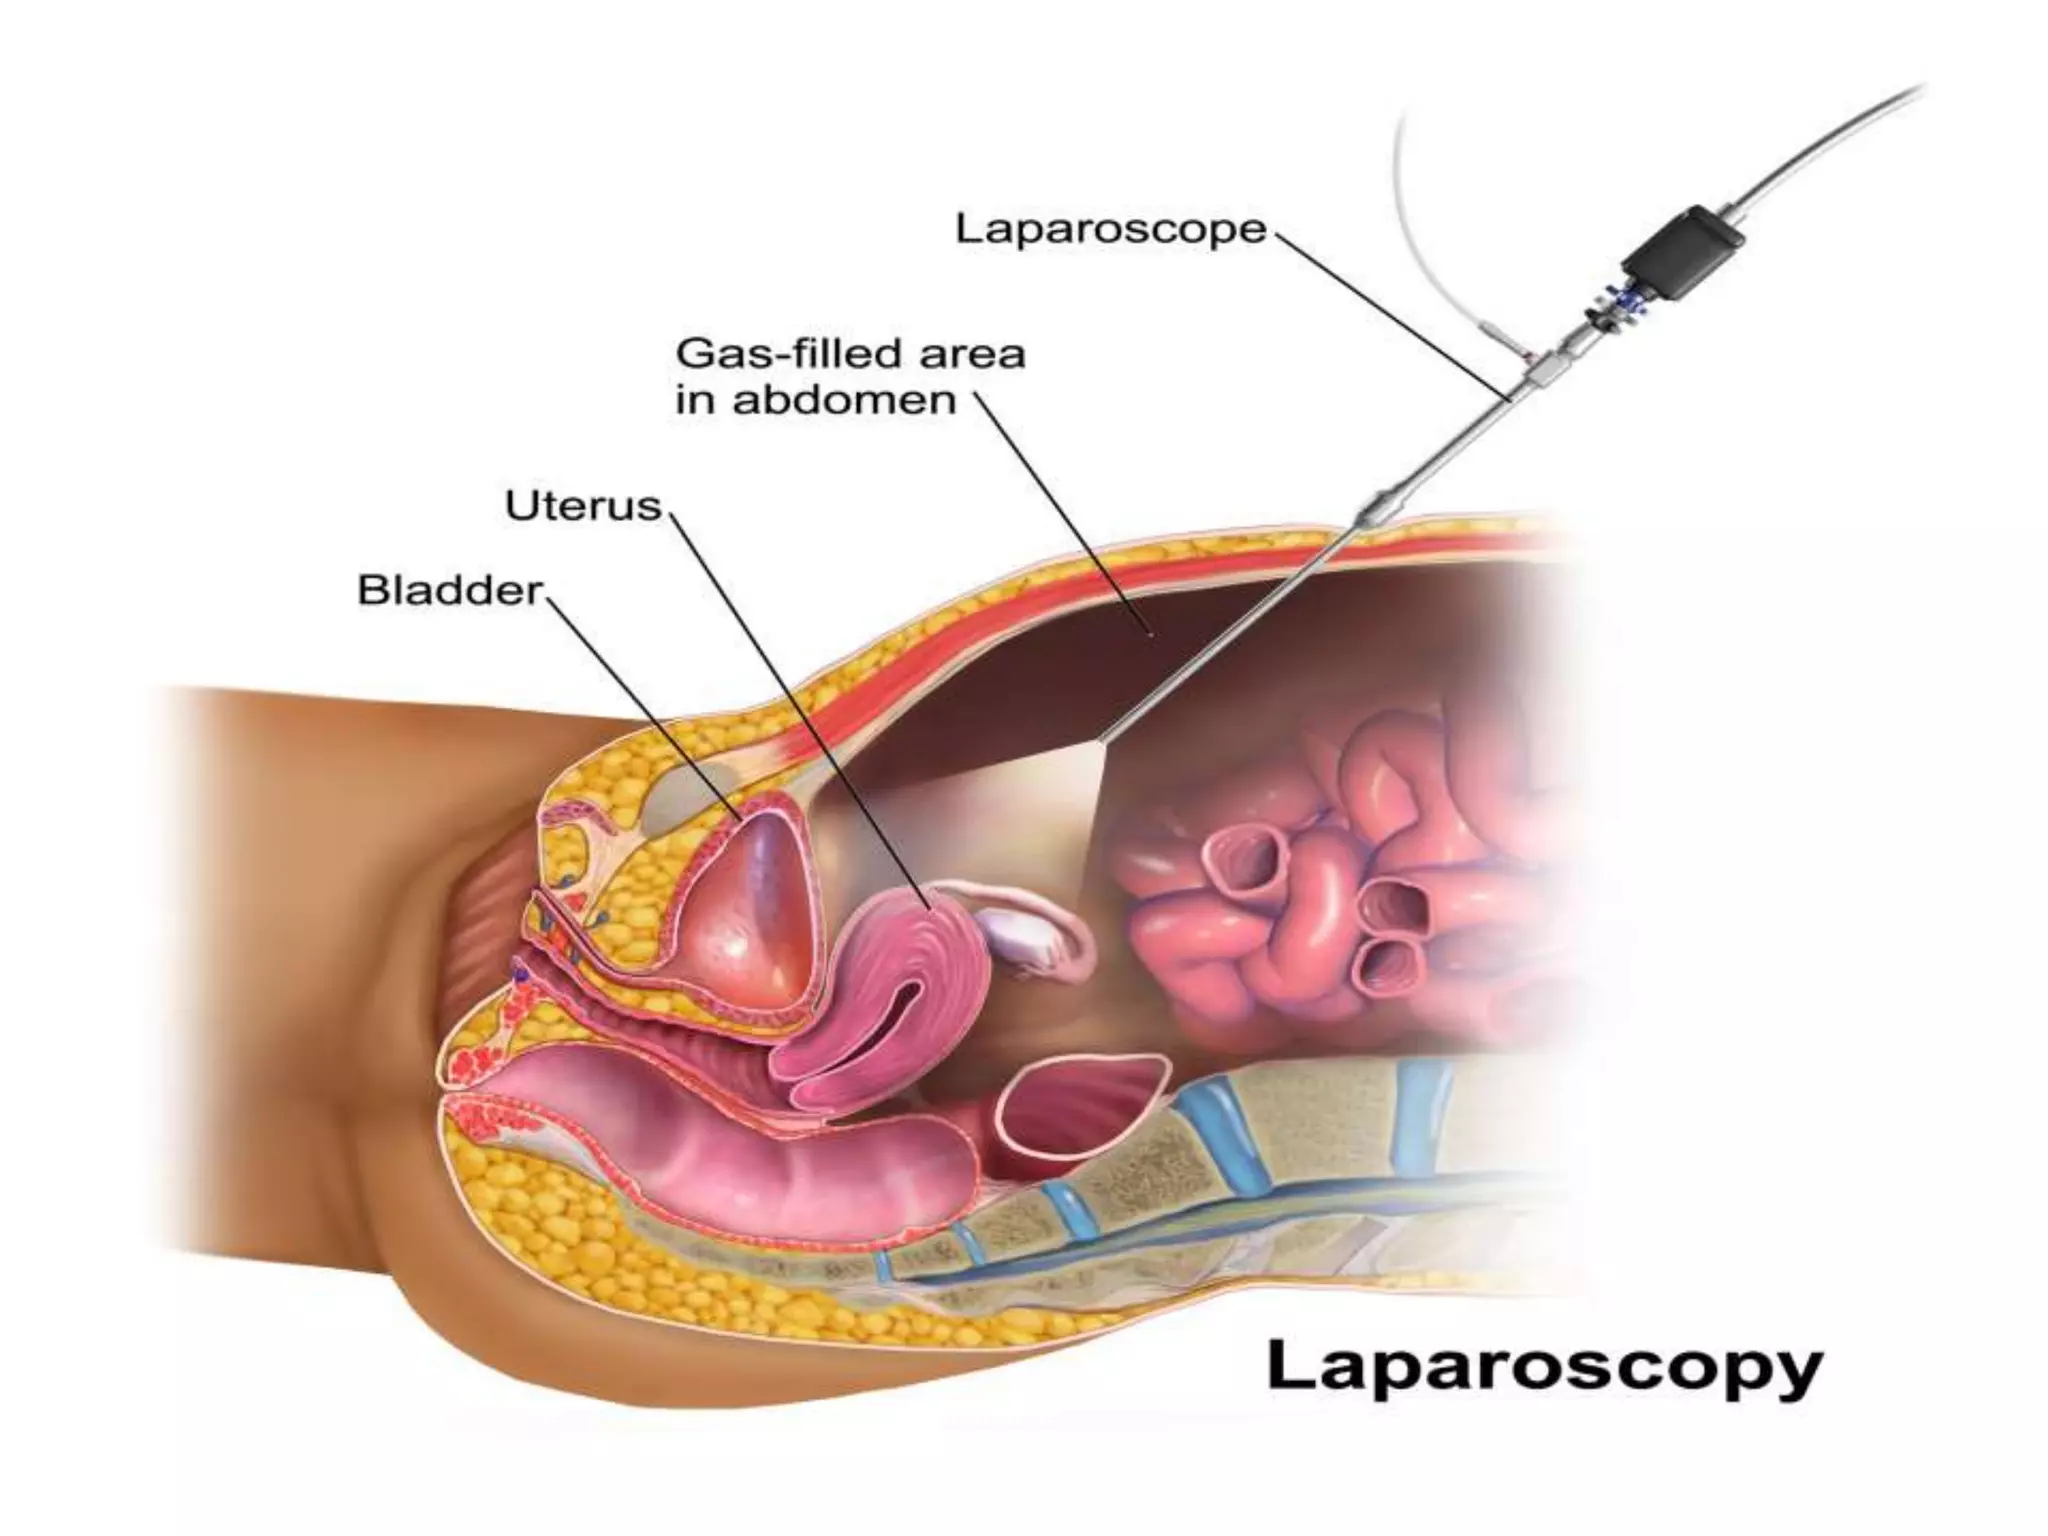 Laparoscope
Gas-filled area
in abdomen
Uterus
Bladder
Laparoscopy